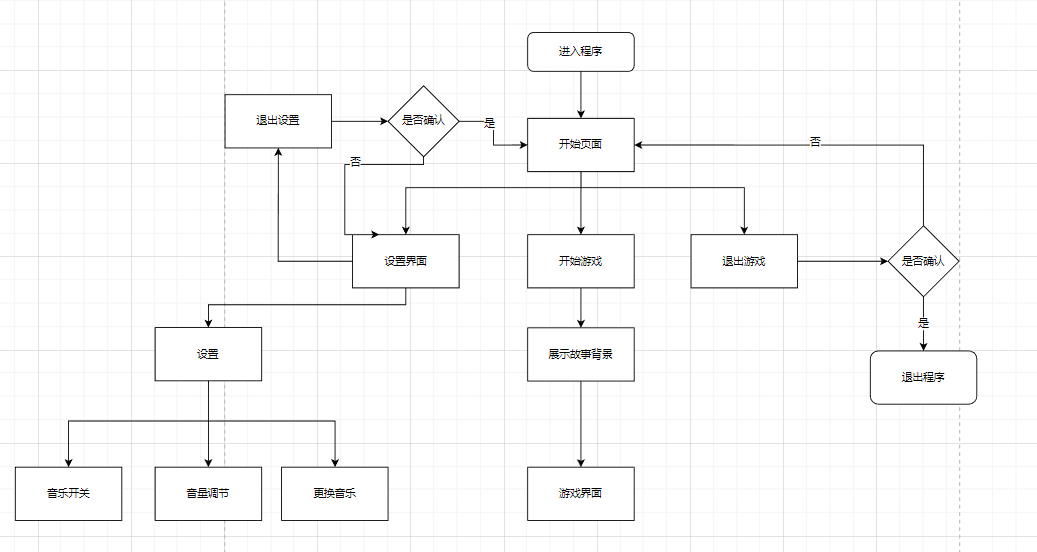 进入程序
退出设置
是否确认
是
开始页面
否
否
设置界面
开始游戏
退出游戏
是否确认
是
设置
展示故事背景
退出程序
音乐开关
音量调节
更换音乐
游戏界面